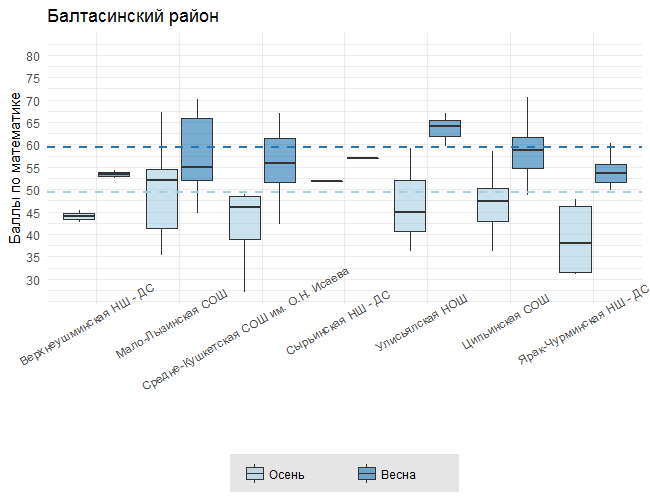 Балтасинский район
Баллы по математике
80
75
70
65
60
55
50
45
40
35
30
Верхнеушминская НШ - ДС
Мало-Лызинская СОШ
Средне-Кушкетская СОШ им. О.Н. Исаева
Сырьинская НШ - ДС
Улисьялская НОШ
Ципьинская СОШ
Ярак-Чурминская НШ - ДС
Осень
Весна